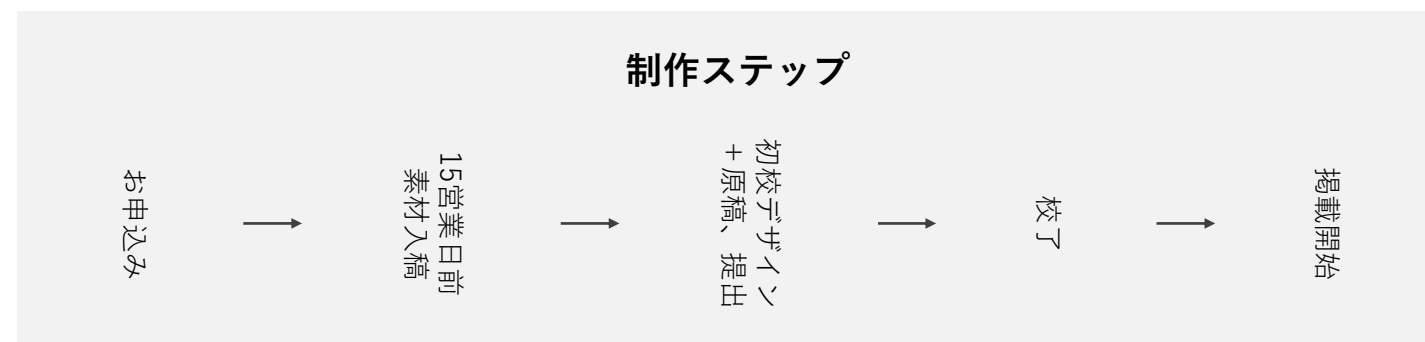 制作ステップ
お申込み
15営業日前
素材入稿
初校デザイン
＋原稿、提出
校了
掲載開始